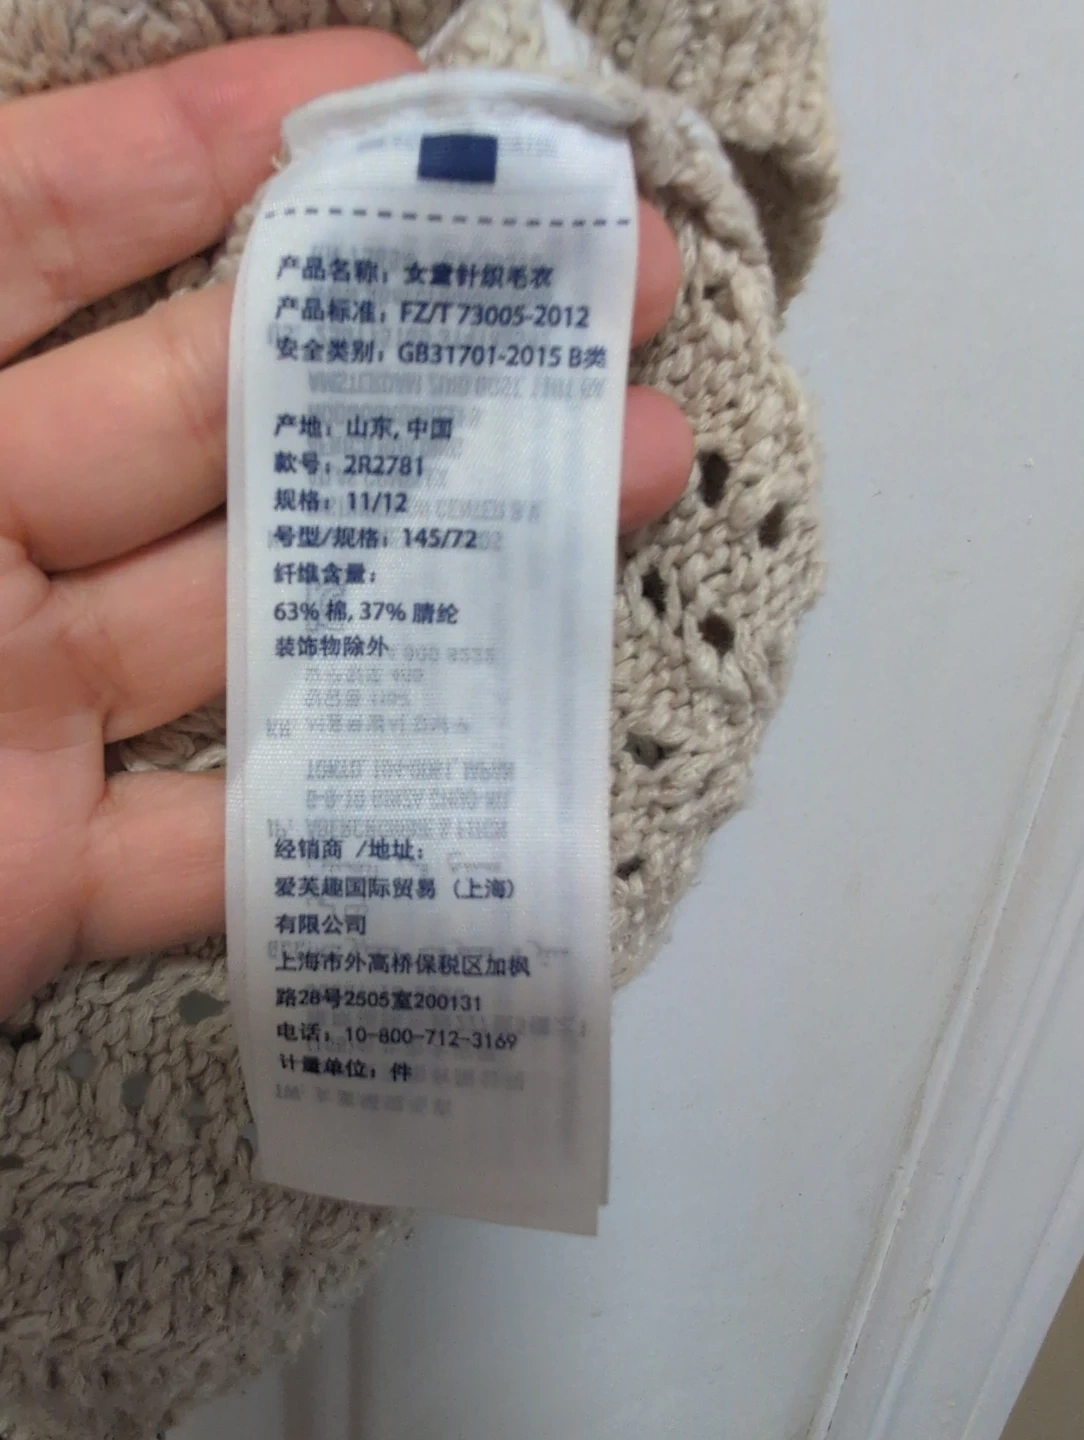 产品名称：女童针织毛衣
产品标准：FZ/T 73005-2012
安全类别：GB31701-2015 B类
产地：山东, 中国
款号：2R2781
规格：11/12
号型/规格：145/72
纤维含量：
63% 棉, 37% 腈纶
装饰物除外
经销商 /地址：
爱芙趣国际贸易 (上海)
有限公司
上海市外高桥保税区加枫
路28号2505室200131
电话：10-800-712-3169
计量单位：件